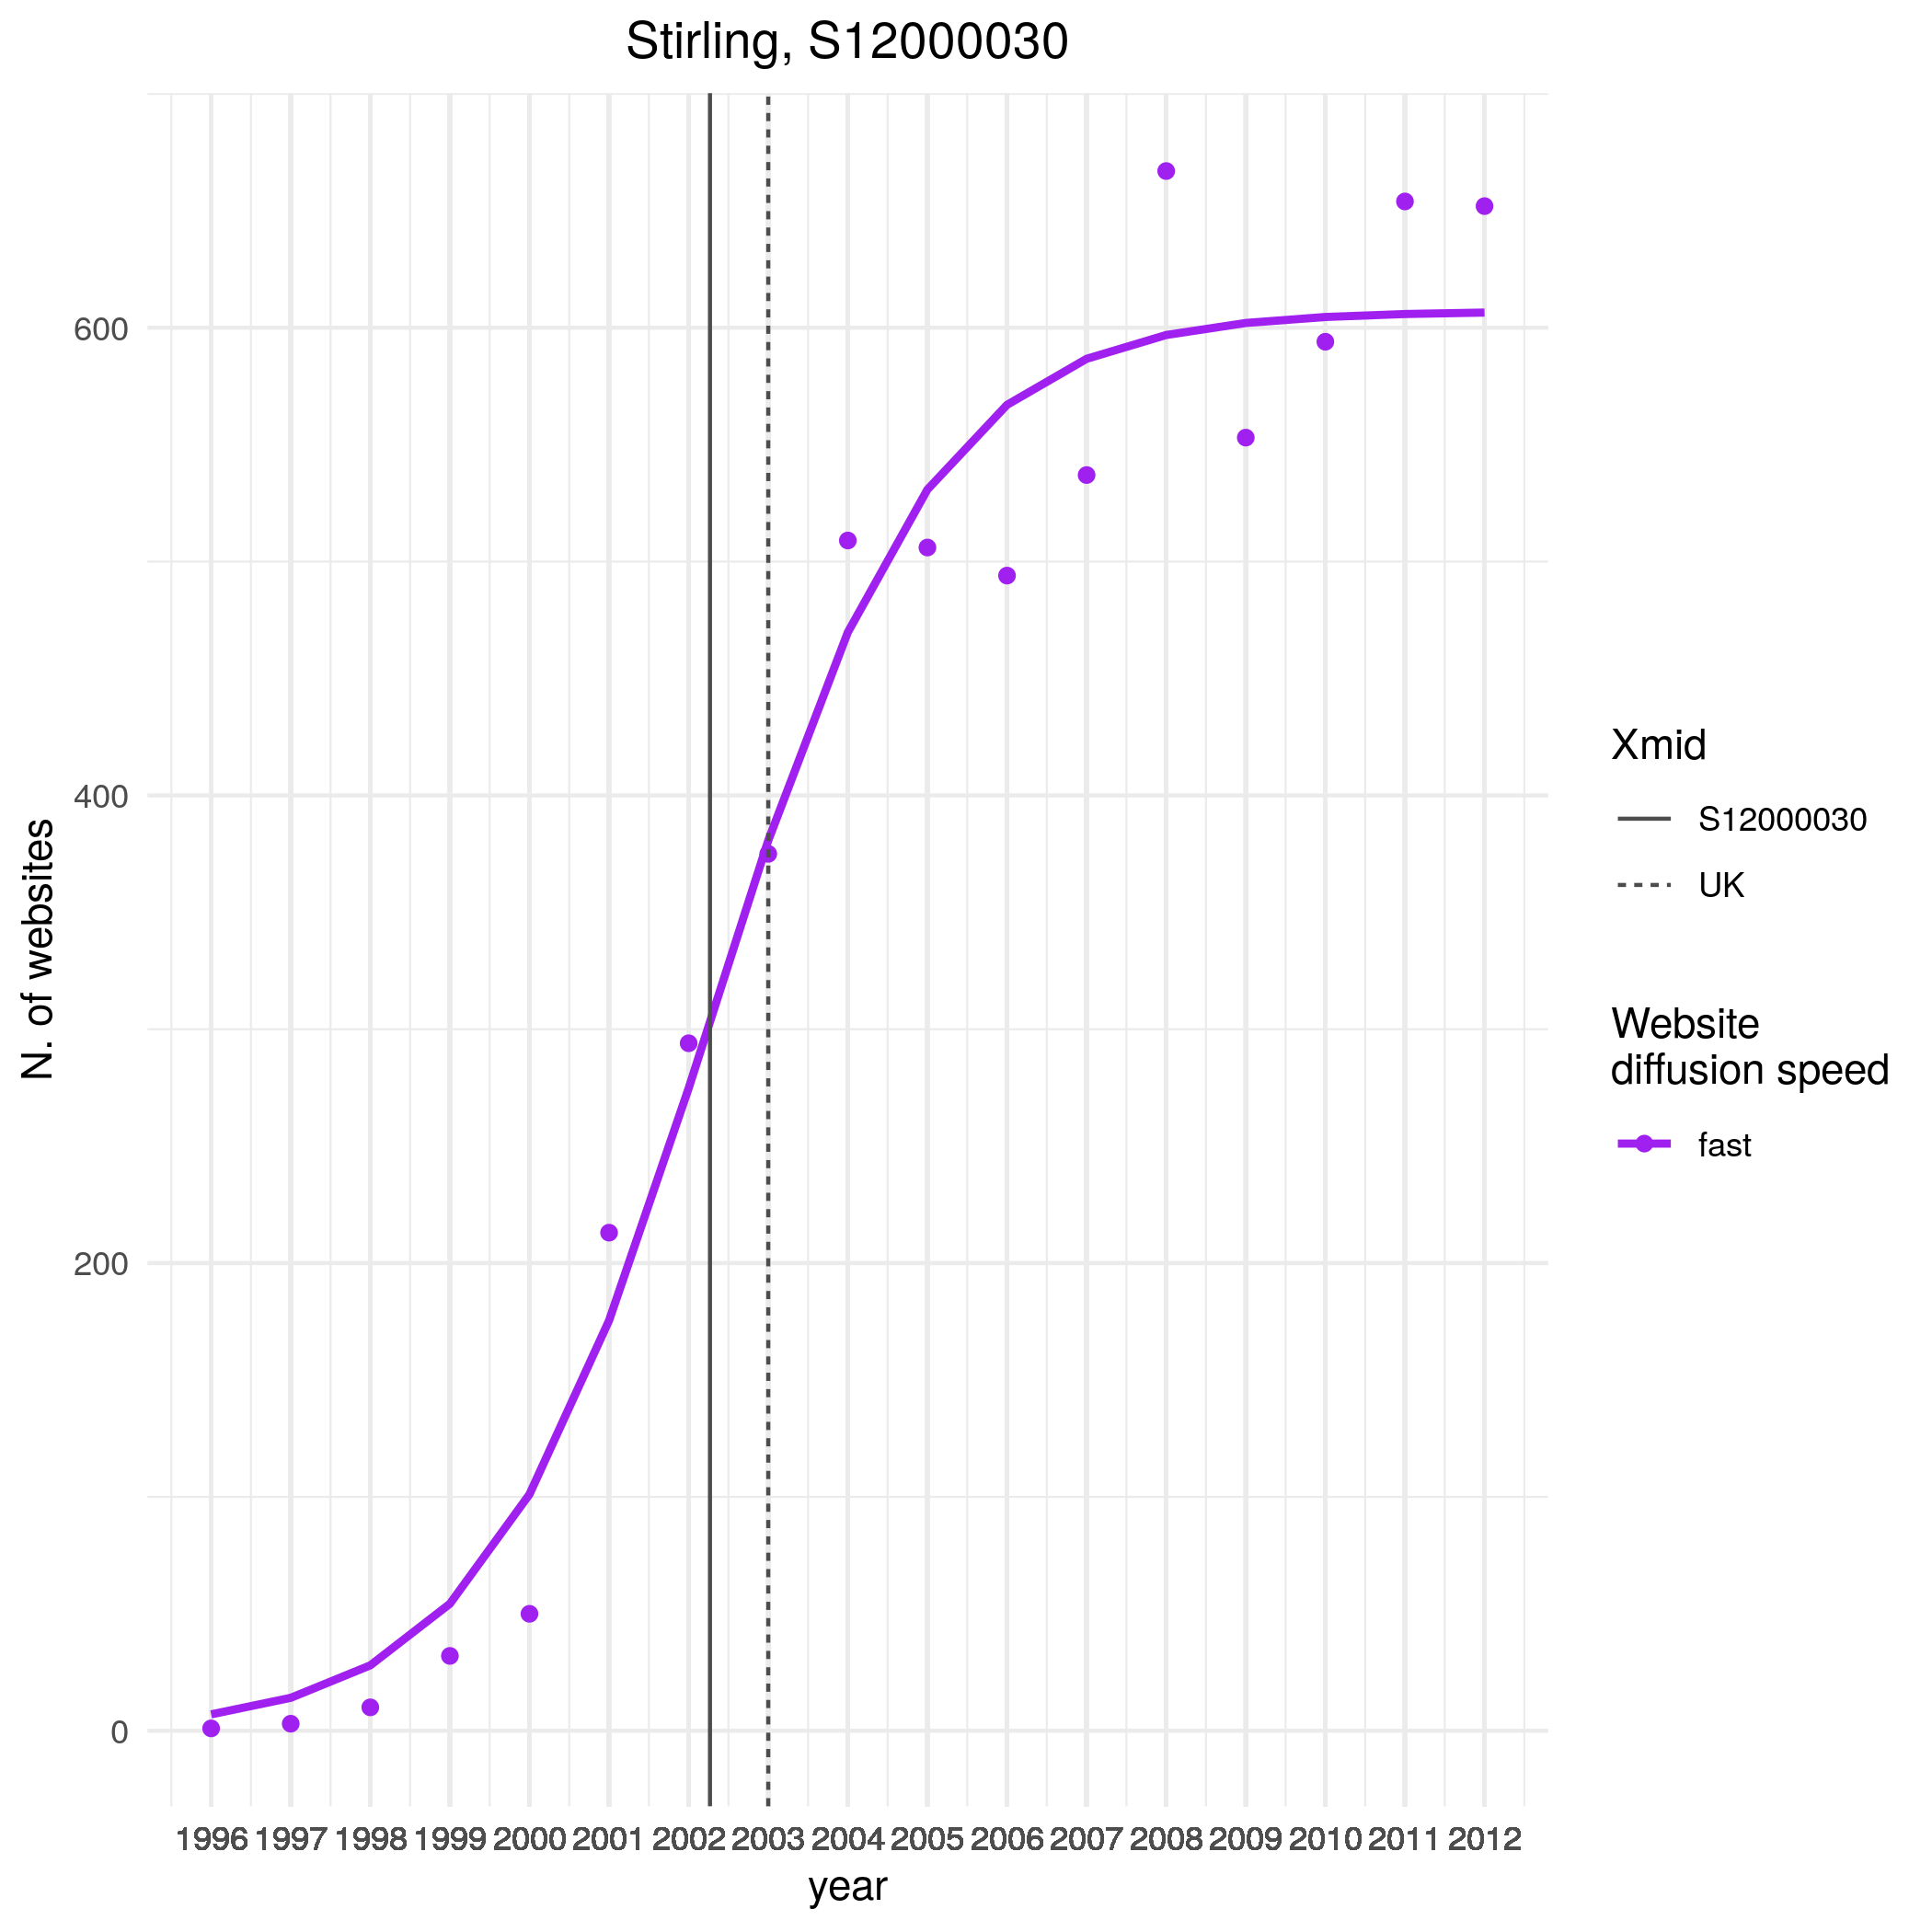 Stirling, S12000030
N. of websites
600
400
200
0
1996 1997 1998 1999 2000 2001 2002 2003 2004 2005 2006 2007 2008 2009 2010 2011 2012
year
Xmid
S12000030
UK
Website
diffusion speed
fast